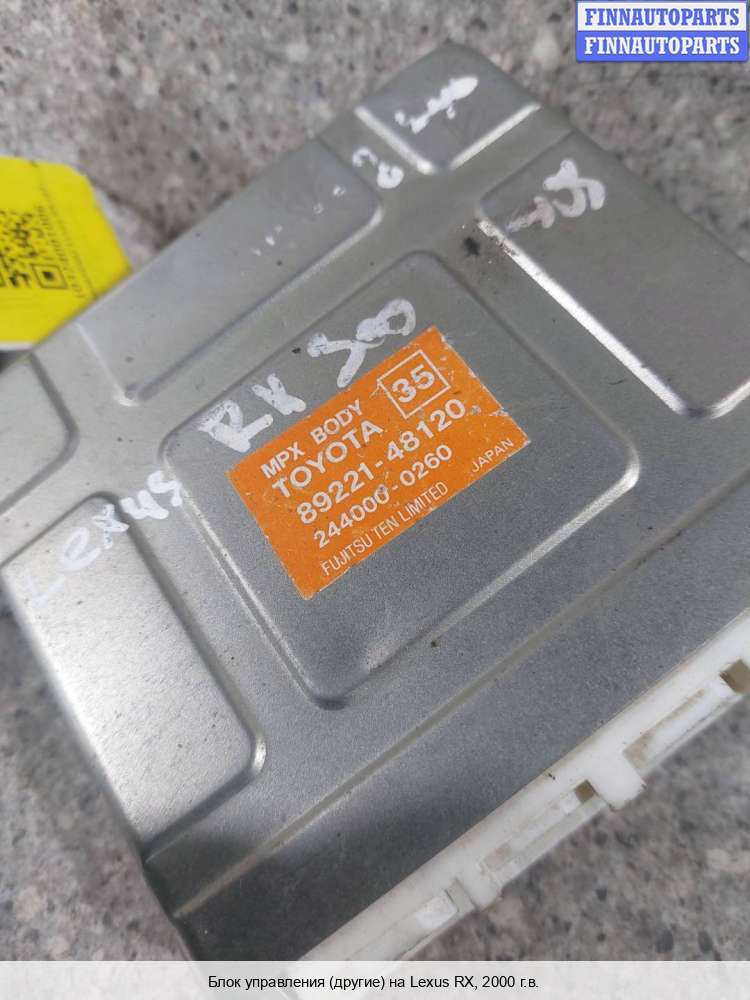 FINNAUTOPARTS
FINNAUTOPARTS
Lexus RX 300
MPX BODY 35
TOYOTA
89221-48120
244000-0260
FUJITSU TEN LIMITED JAPAN
Блок управления (другие) на Lexus RX, 2000 г.в.